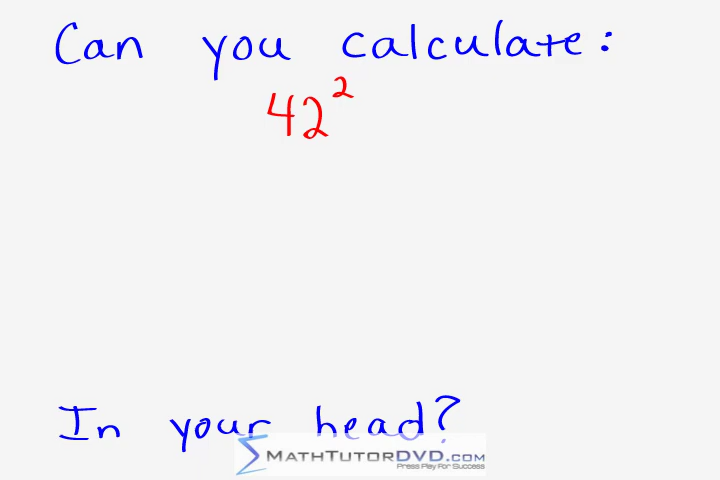 Can you calculate:
42²
In your head?
MATHTUTORDVD.COM
Press Play For Success